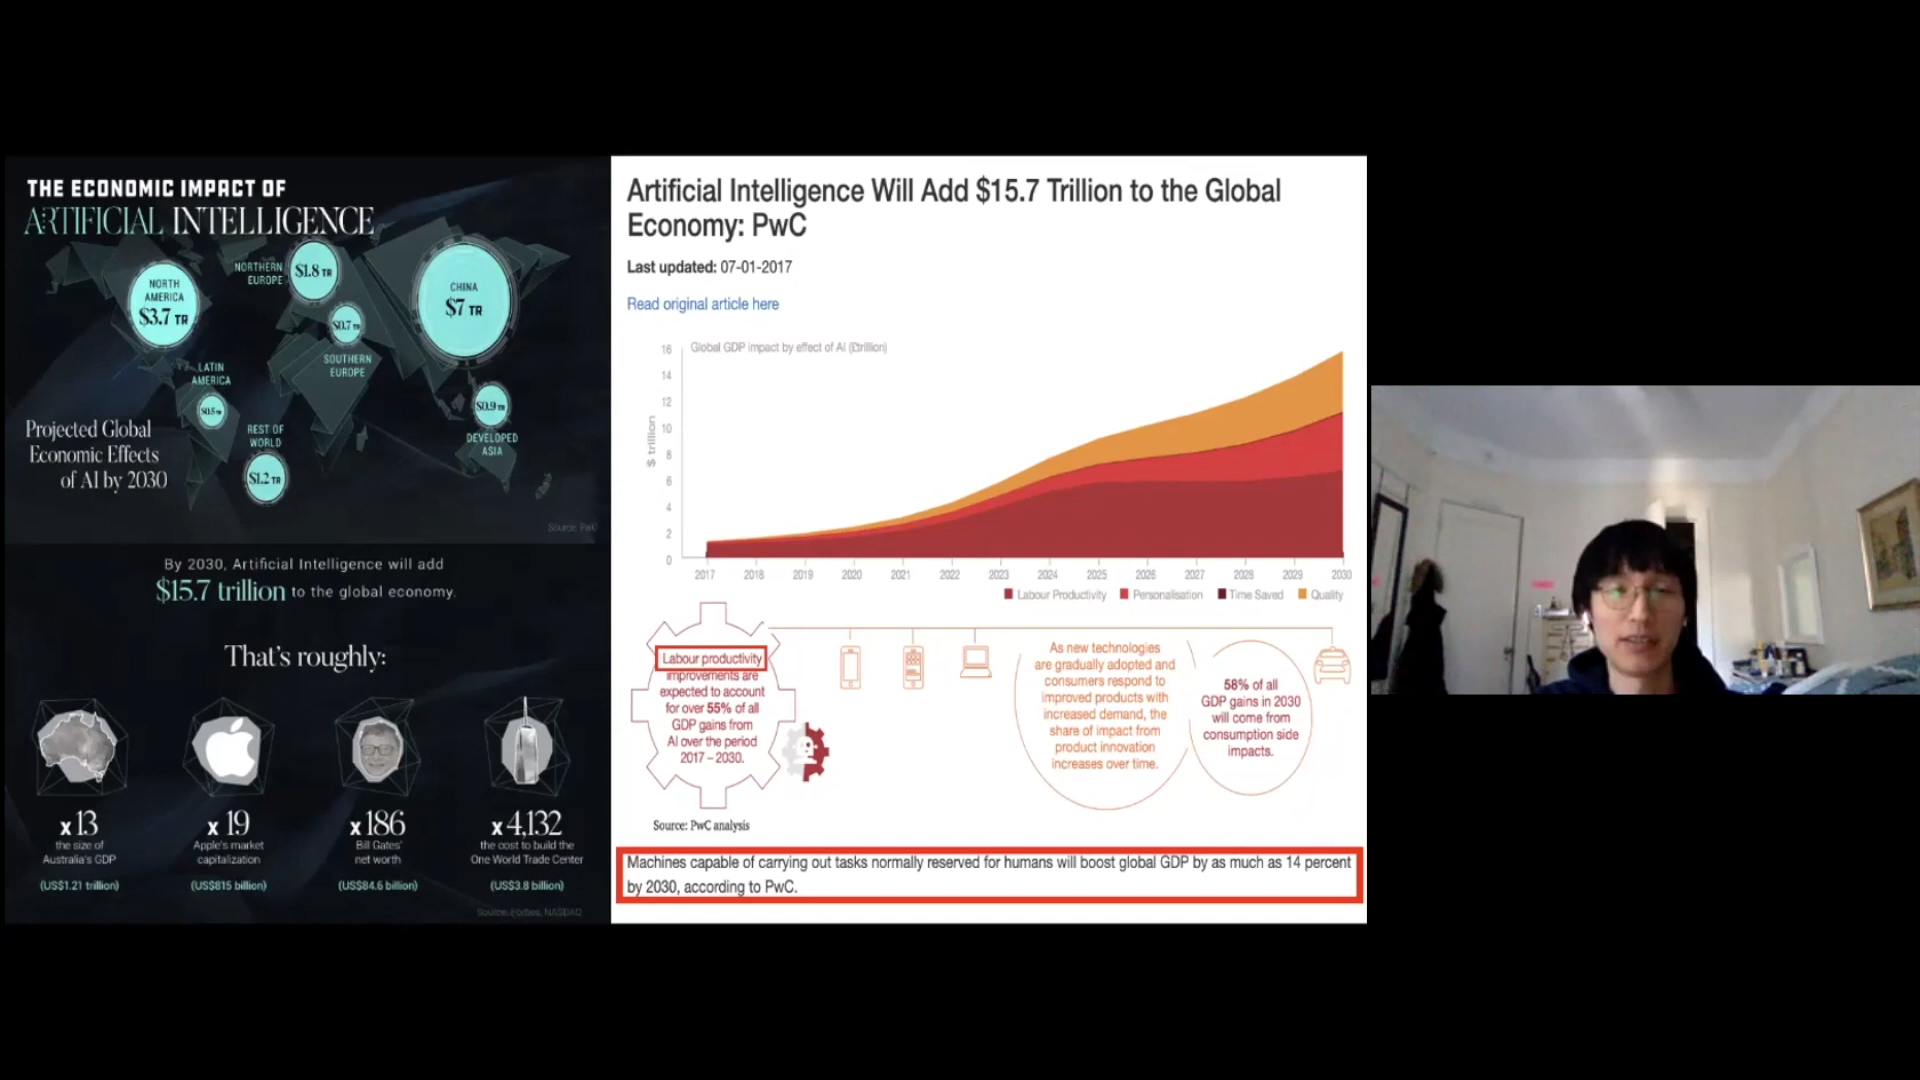 THE ECONOMIC IMPACT OF
ARTIFICIAL INTELLIGENCE
NORTHERN
EUROPE
$1.8 TR
NORTH
AMERICA
$3.7 TR
CHINA
$7 TR
$0.7 TR
SOUTHERN
EUROPE
LATIN
AMERICA
$0.5 TR
$0.9 TR
DEVELOPED
ASIA
Projected Global
Economic Effects
of AI by 2030
REST OF
WORLD
$1.2 TR
Source: PwC
By 2030, Artificial Intelligence will add
$15.7 trillion to the global economy.
That's roughly:
x 13
the size of
Australia's GDP
(US$1.21 trillion)
x 19
Apple's market
capitalization
(US$815 billion)
x 186
Bill Gates'
net worth
(US$84.6 billion)
x 4,132
the cost to build the
One World Trade Center
(US$3.8 billion)
Source: Forbes, NASDAQ
Artificial Intelligence Will Add $15.7 Trillion to the Global
Economy: PwC
Last updated: 07-01-2017
Read original article here
Global GDP impact by effect of AI ($trillion)
$ trillion
16
14
12
10
8
6
4
2
0
2017 2018 2019 2020 2021 2022 2023 2024 2025 2026 2027 2028 2029 2030
Labour Productivity Personalisation Time Saved Quality
Labour productivity
improvements are
expected to account
for over 55% of all
GDP gains from
AI over the period
2017 – 2030.
As new technologies
are gradually adopted and
consumers respond to
improved products with
increased demand, the
share of impact from
product innovation
increases over time.
58% of all
GDP gains in 2030
will come from
consumption side
impacts.
Source: PwC analysis
Machines capable of carrying out tasks normally reserved for humans will boost global GDP by as much as 14 percent
by 2030, according to PwC.